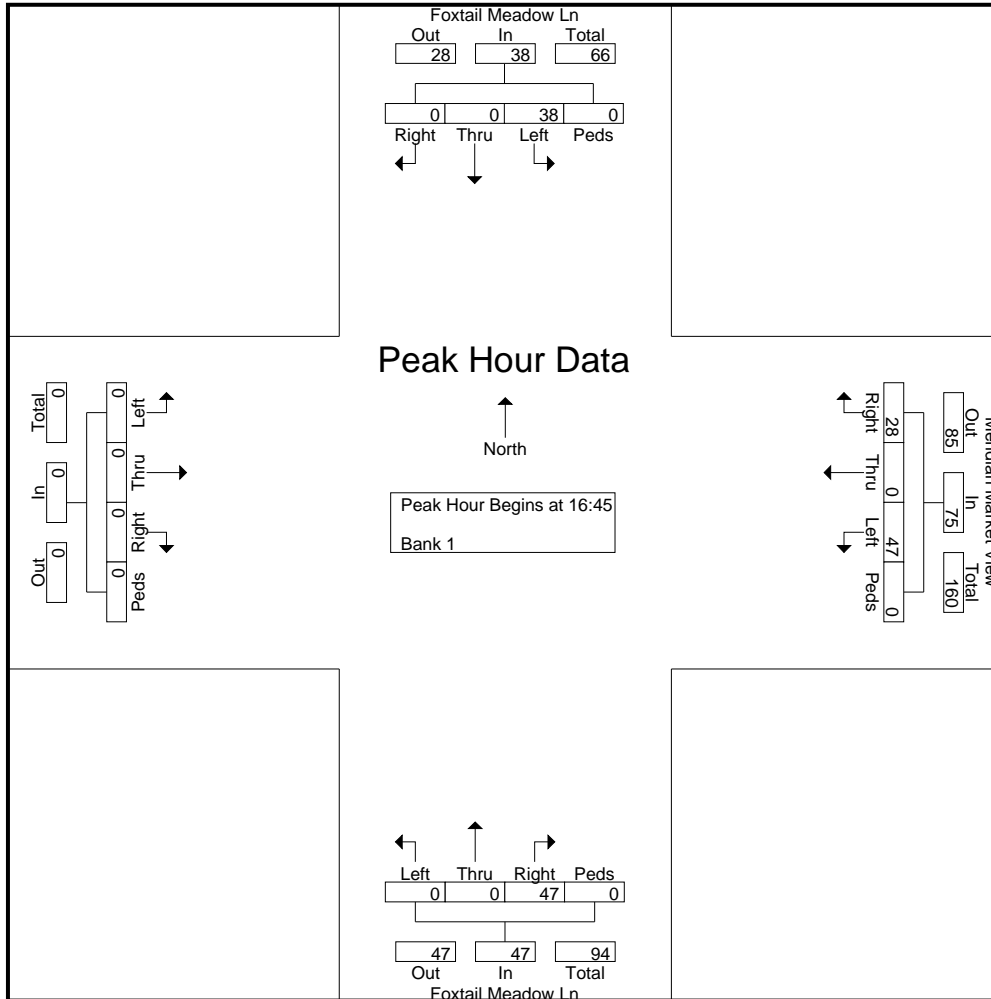 Foxtail Meadow Ln
Out In Total
28 38 66
0 0 38 0
Right Thru Left Peds
Peak Hour Data
North
Peak Hour Begins at 16:45
Bank 1
Total In Out
0 0 0
0 0 0 0
Left Thru Right Peds
Right Thru Left Peds
28 0 47 0
85 75 160
Out In Total
Meridian Market View
Left Thru Right Peds
0 0 47 0
47 47 94
Out In Total
Foxtail Meadow Ln